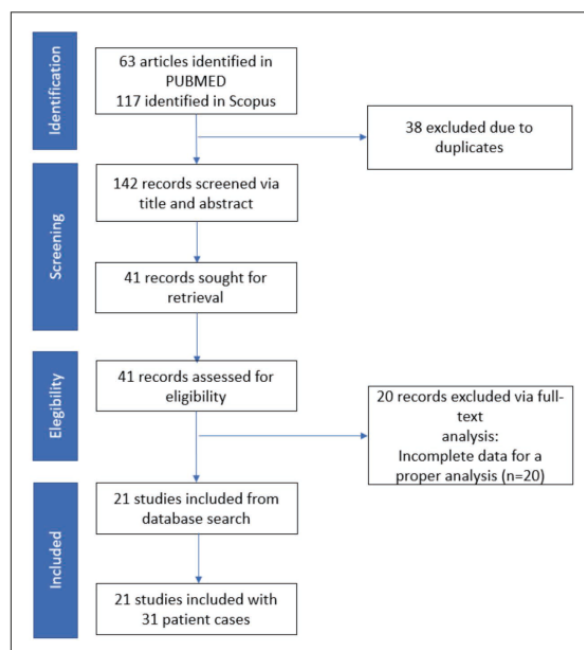 Identification
63 articles identified in
PUBMED
117 identified in Scopus
38 excluded due to
duplicates
Screening
142 records screened via
title and abstract
41 records sought for
retrieval
Elegibility
41 records assessed for
eligibility
20 records excluded via full-
text
analysis:
Incomplete data for a
proper analysis (n=20)
Included
21 studies included from
database search
21 studies included with
31 patient cases